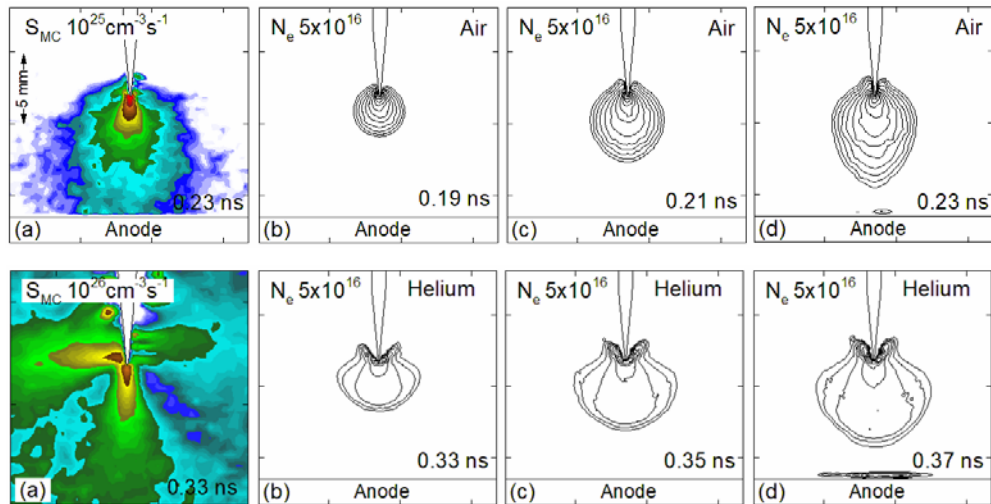 S_MC 10^25 cm^-3 s^-1
5 mm
0.23 ns
(a) Anode
N_e 5x10^16 Air
0.19 ns
(b) Anode
N_e 5x10^16 Air
0.21 ns
(c) Anode
N_e 5x10^16 Air
0.23 ns
(d) Anode
S_MC 10^26 cm^-3 s^-1
(a) 0.33 ns
N_e 5x10^16 Helium
0.33 ns
(b) Anode
N_e 5x10^16 Helium
0.35 ns
(c) Anode
N_e 5x10^16 Helium
0.37 ns
(d) Anode